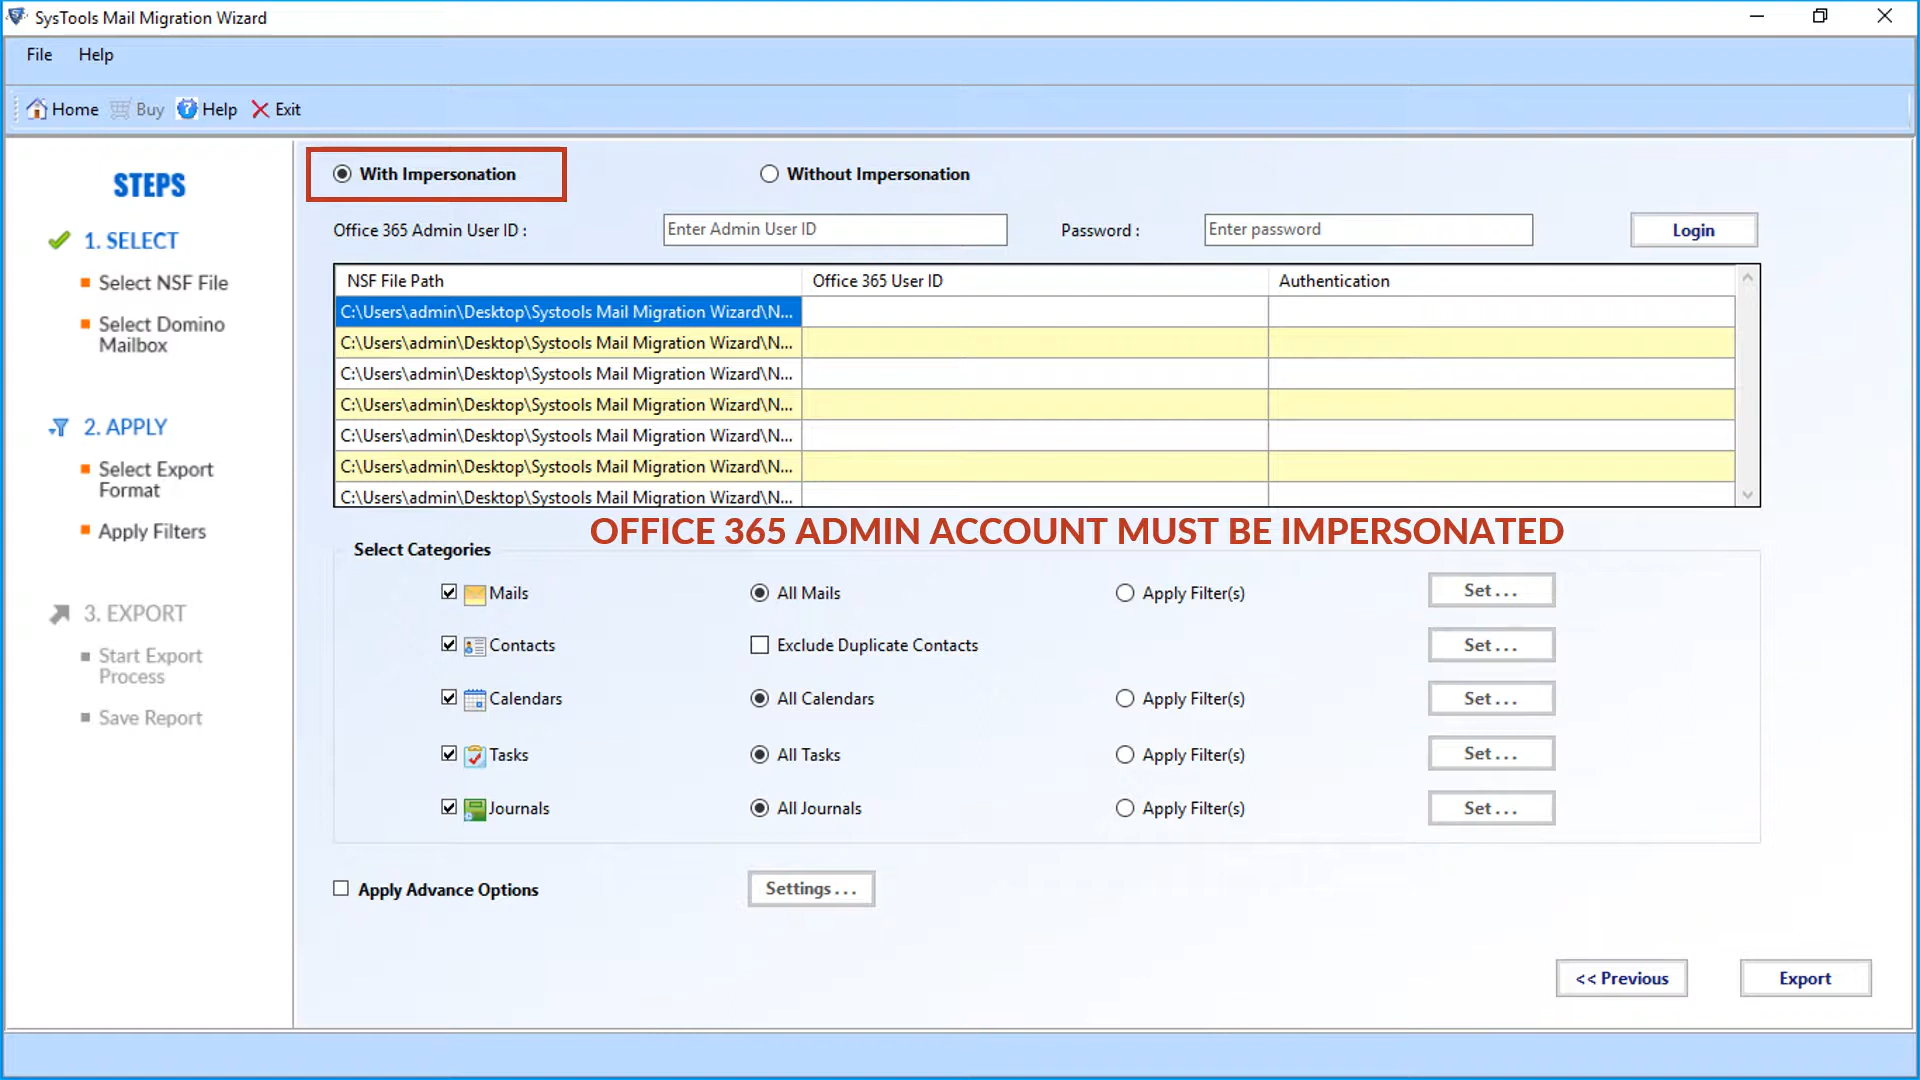 SysTools Mail Migration Wizard
File Help
Home Buy Help Exit
STEPS
1. SELECT
Select NSF File
Select Domino
Mailbox
2. APPLY
Select Export
Format
Apply Filters
3. EXPORT
Start Export
Process
Save Report
With Impersonation Without Impersonation
Office 365 Admin User ID : Enter Admin User ID Password : Enter password Login
NSF File Path Office 365 User ID Authentication
C:\Users\admin\Desktop\Systools Mail Migration Wizard\N...
C:\Users\admin\Desktop\Systools Mail Migration Wizard\N...
C:\Users\admin\Desktop\Systools Mail Migration Wizard\N...
C:\Users\admin\Desktop\Systools Mail Migration Wizard\N...
C:\Users\admin\Desktop\Systools Mail Migration Wizard\N...
C:\Users\admin\Desktop\Systools Mail Migration Wizard\N...
C:\Users\admin\Desktop\Systools Mail Migration Wizard\N...
OFFICE 365 ADMIN ACCOUNT MUST BE IMPERSONATED
Select Categories
Mails All Mails Apply Filter(s) Set . . .
Contacts Exclude Duplicate Contacts Set . . .
Calendars All Calendars Apply Filter(s) Set . . .
Tasks All Tasks Apply Filter(s) Set . . .
Journals All Journals Apply Filter(s) Set . . .
Apply Advance Options Settings . . .
<< Previous Export